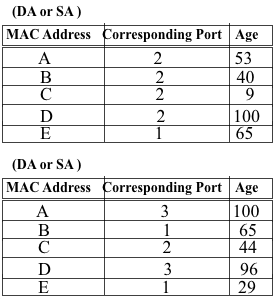 (DA or SA )
MAC Address Corresponding Port Age
A 2 53
B 2 40
C 2 9
D 2 100
E 1 65
(DA or SA )
MAC Address Corresponding Port Age
A 3 100
B 1 65
C 2 44
D 3 96
E 1 29